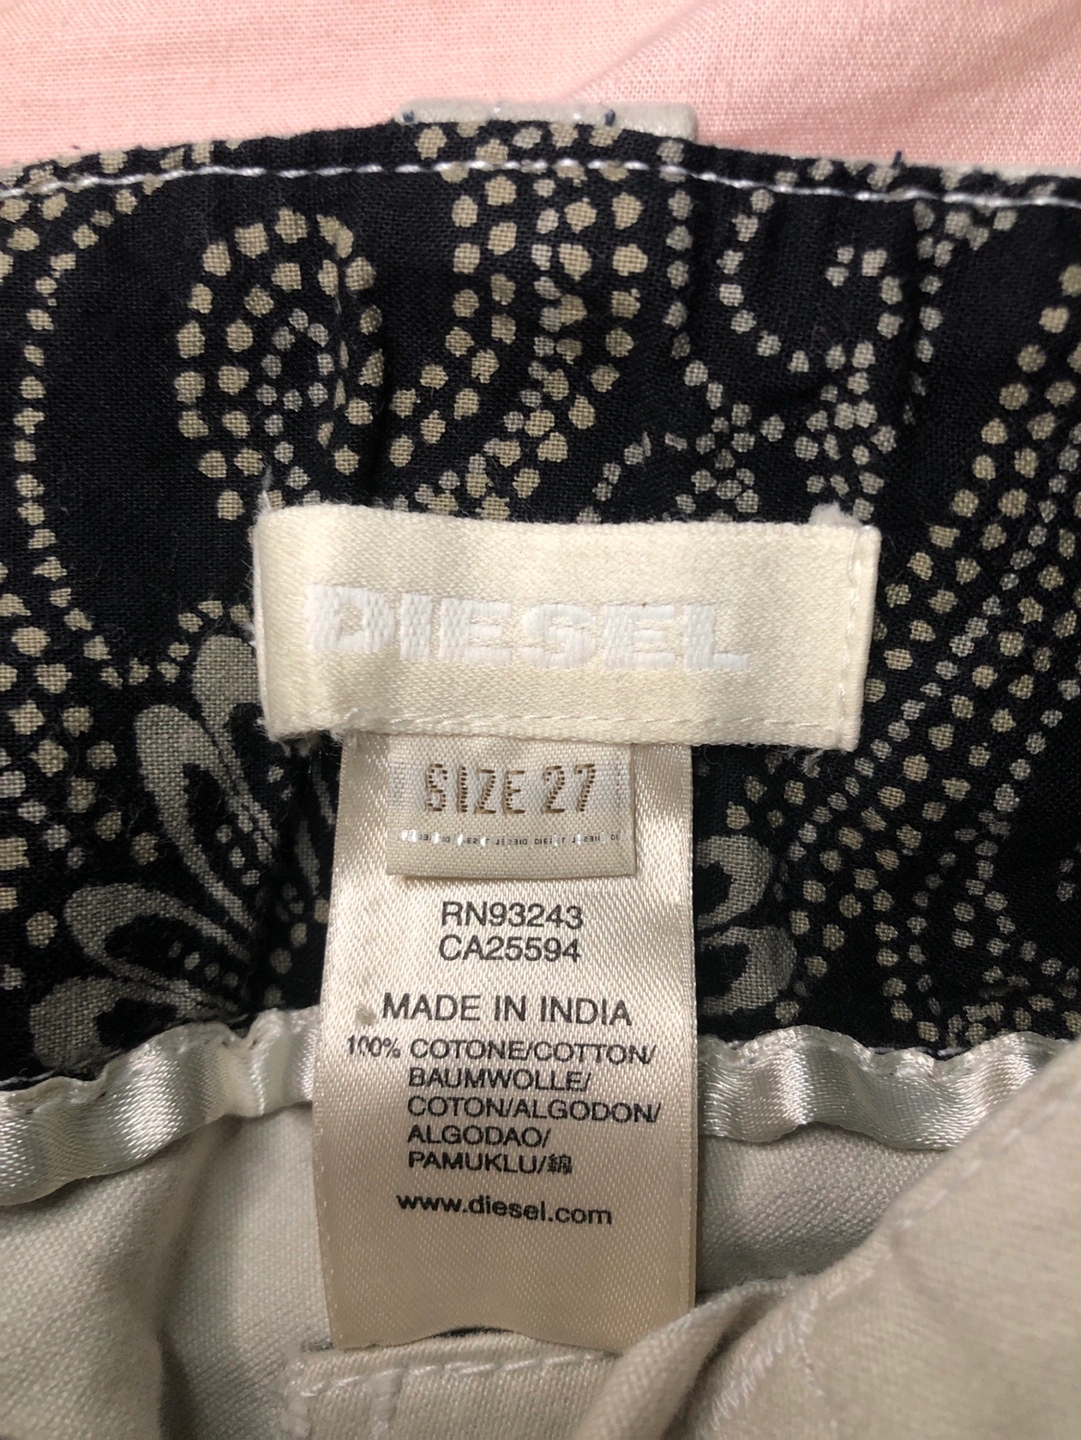 DIESEL
SIZE 27
RN93243
CA25594
MADE IN INDIA
100% COTONE/COTTON/
BAUMWOLLE/
COTON/ALGODON/
ALGODAO/
PAMUKLU/綿
www.diesel.com